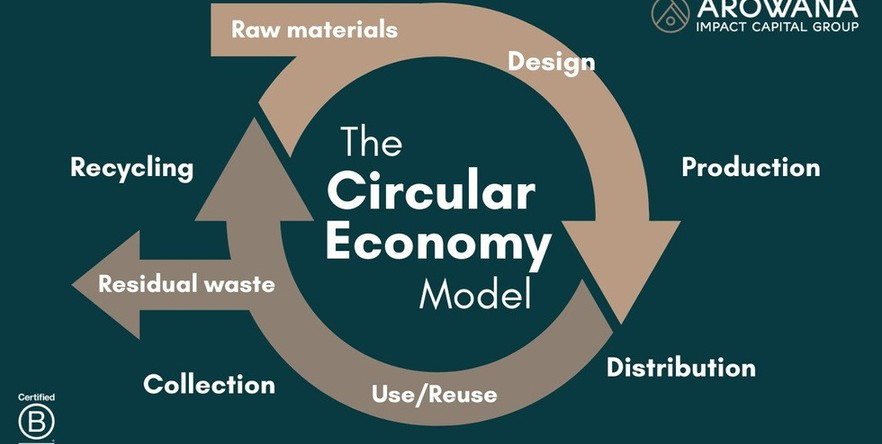 AROWANA
IMPACT CAPITAL GROUP
Raw materials
Design
Recycling
Production
The
Circular
Economy
Model
Residual waste
Distribution
Collection
Use/Reuse
Certified
B